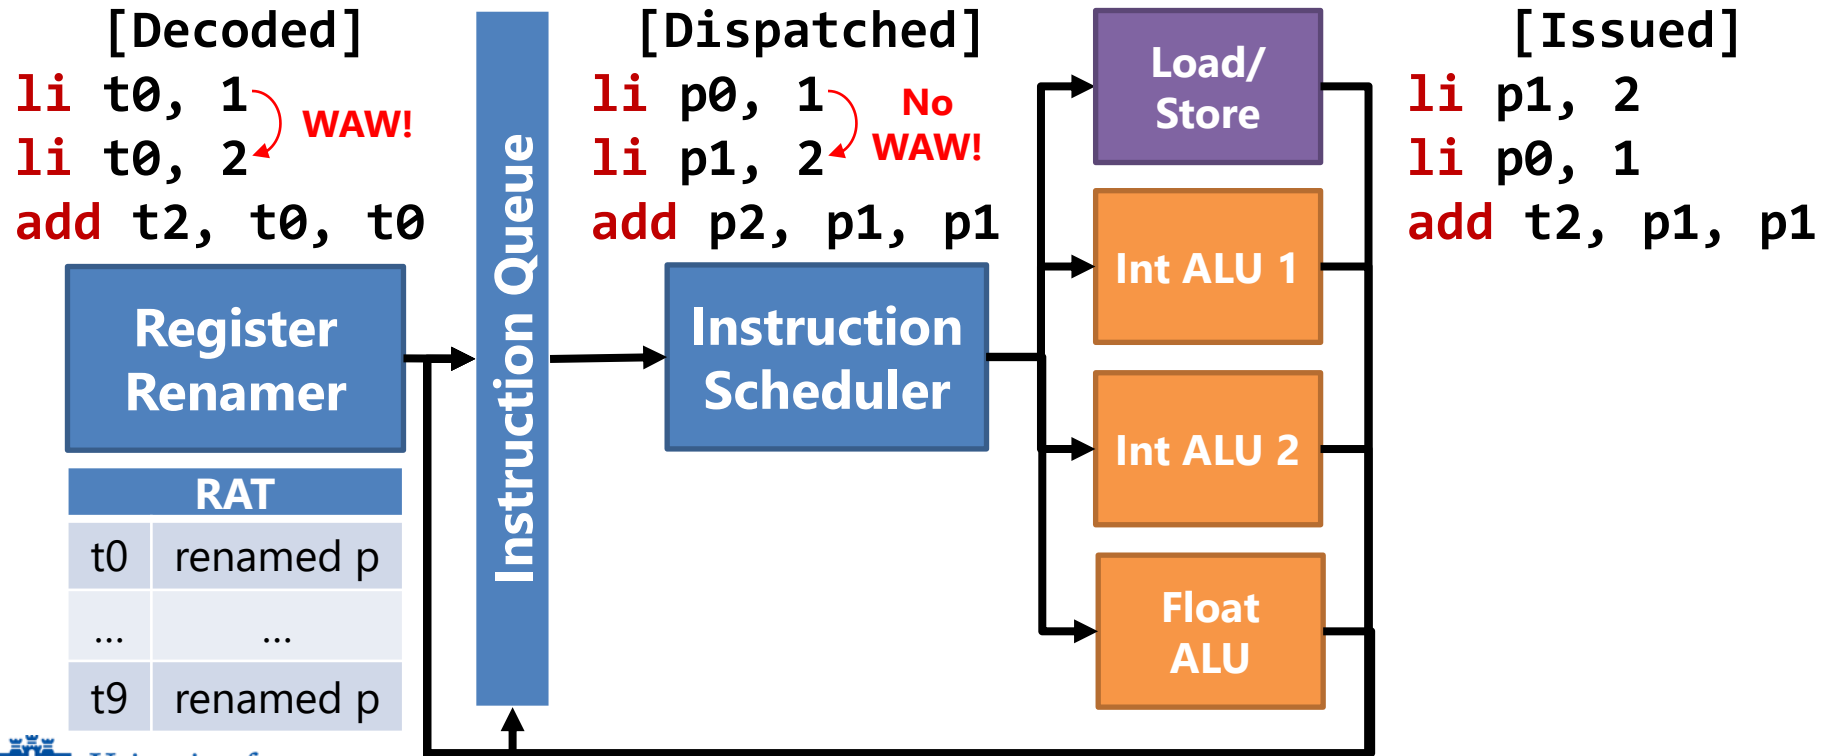 [Decoded]
li t0, 1
li t0, 2
add t2, t0, t0
WAW!
Register
Renamer
RAT
t0 renamed p
... ...
t9 renamed p
Instruction Queue
[Dispatched]
li p0, 1
li p1, 2
add p2, p1, p1
No
WAW!
Instruction
Scheduler
Load/
Store
Int ALU 1
Int ALU 2
Float
ALU
[Issued]
li p1, 2
li p0, 1
add t2, p1, p1